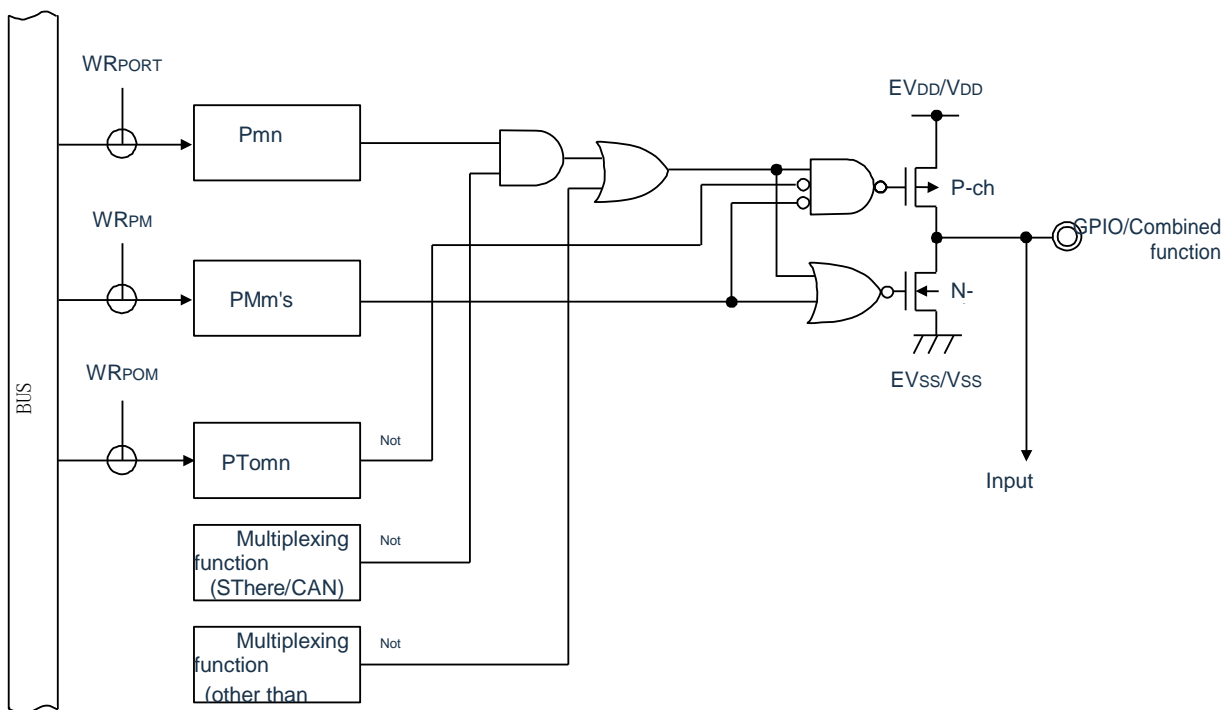 WRPORT
EVDD/VDD
Pmn
P-ch
WRPM
GPIO/Combined
function
PMm's
N-
WRPOM
EVSS/VSS
BUS
Not
PTomn
Input
Multiplexing
function
(SThere/CAN)
Not
Multiplexing
function
(other than
Not